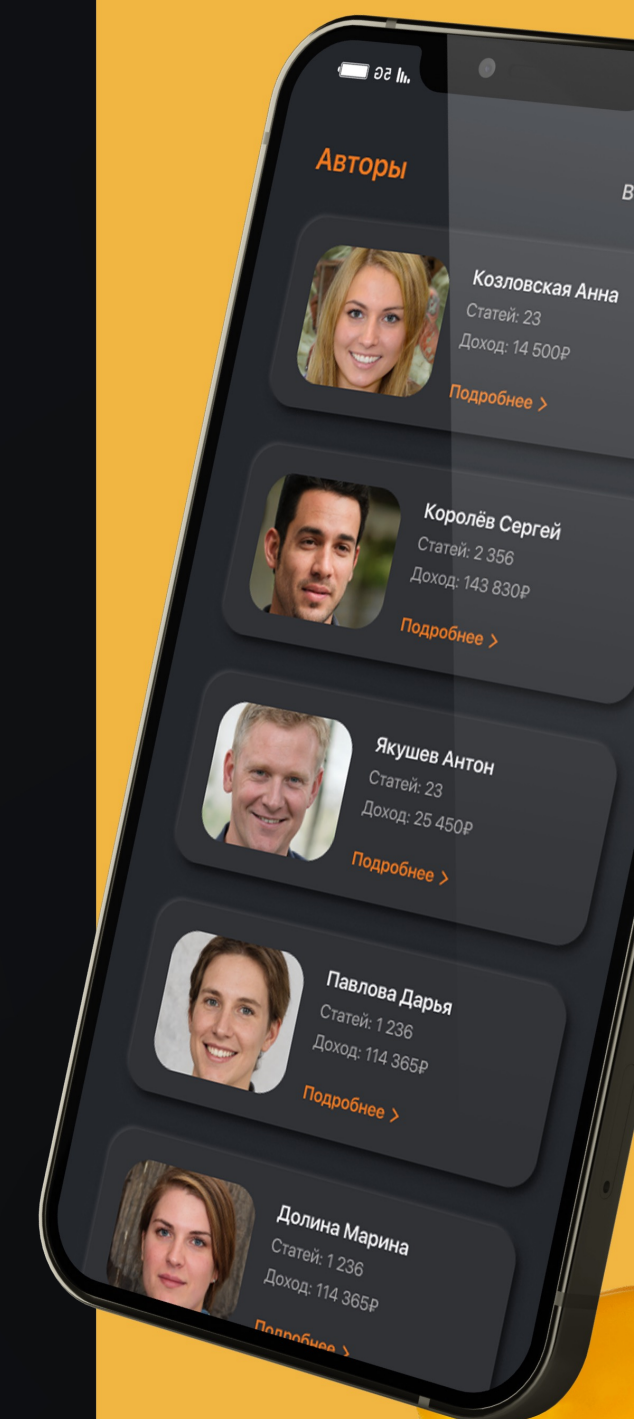 5G
Авторы
В
Козловская Анна
Статей: 23
Доход: 14 500₽
Подробнее >
Королёв Сергей
Статей: 2 356
Доход: 143 830₽
Подробнее >
Якушев Антон
Статей: 23
Доход: 25 450₽
Подробнее >
Павлова Дарья
Статей: 1 236
Доход: 114 365₽
Подробнее >
Долина Марина
Статей: 1 236
Доход: 114 365₽
Подробнее >